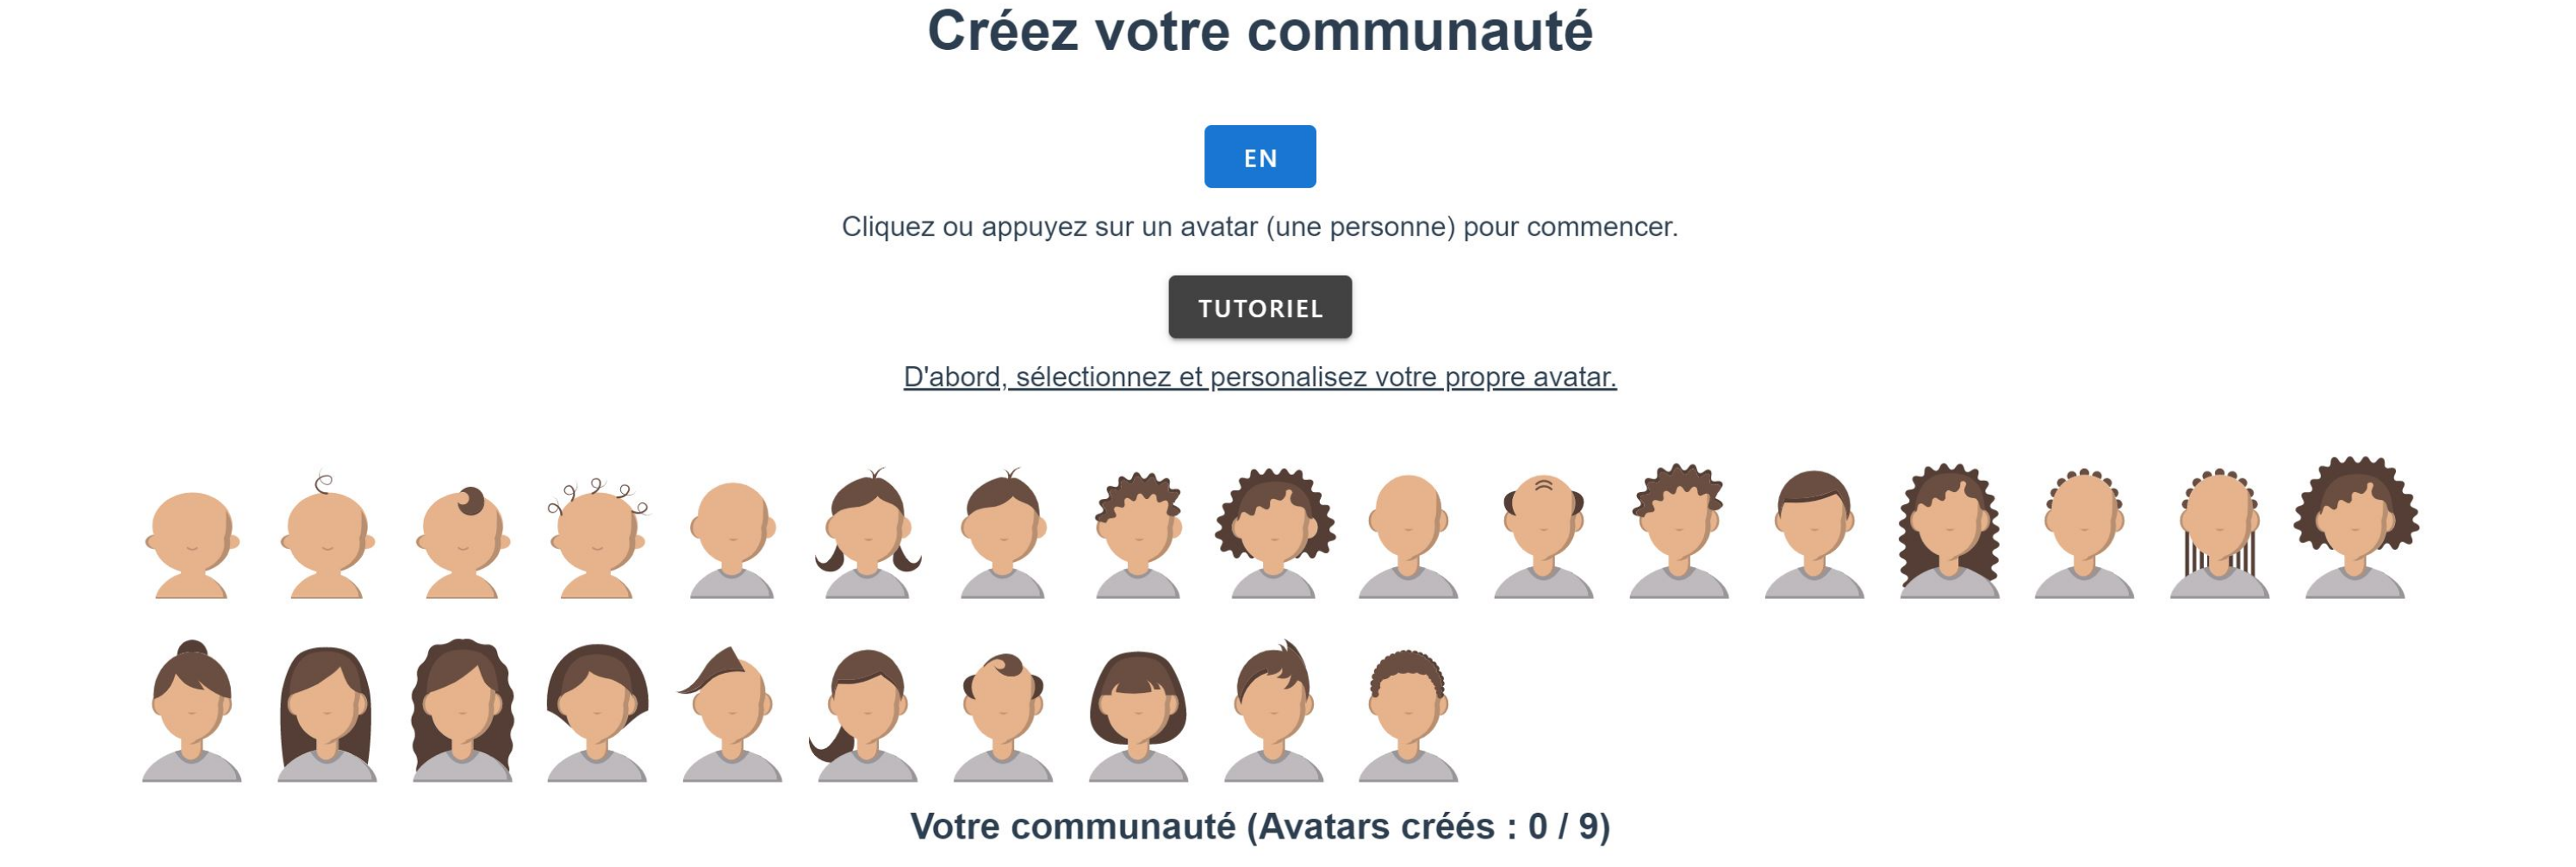 Créez votre communauté
EN
Cliquez ou appuyez sur un avatar (une personne) pour commencer.
TUTORIEL
D'abord, sélectionnez et personalisez votre propre avatar.
Votre communauté (Avatars créés : 0 / 9)